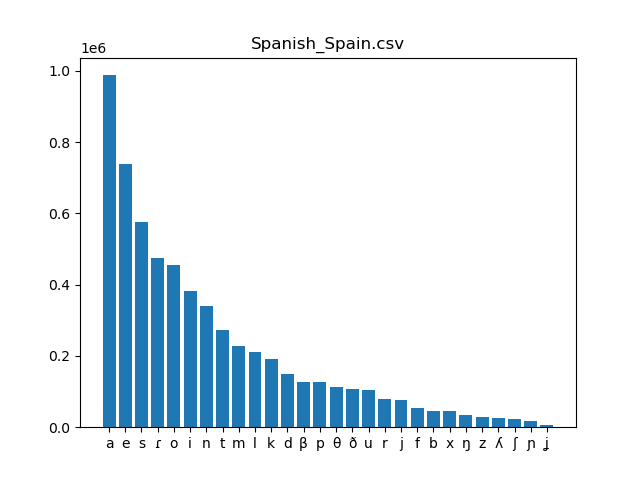 Spanish_Spain.csv
1e6
1.0
0.8
0.6
0.4
0.2
0.0
a e s ɾ o i n t m l k d β p θ ð u r j f b x ŋ z ʎ ʃ ɲ ʝ